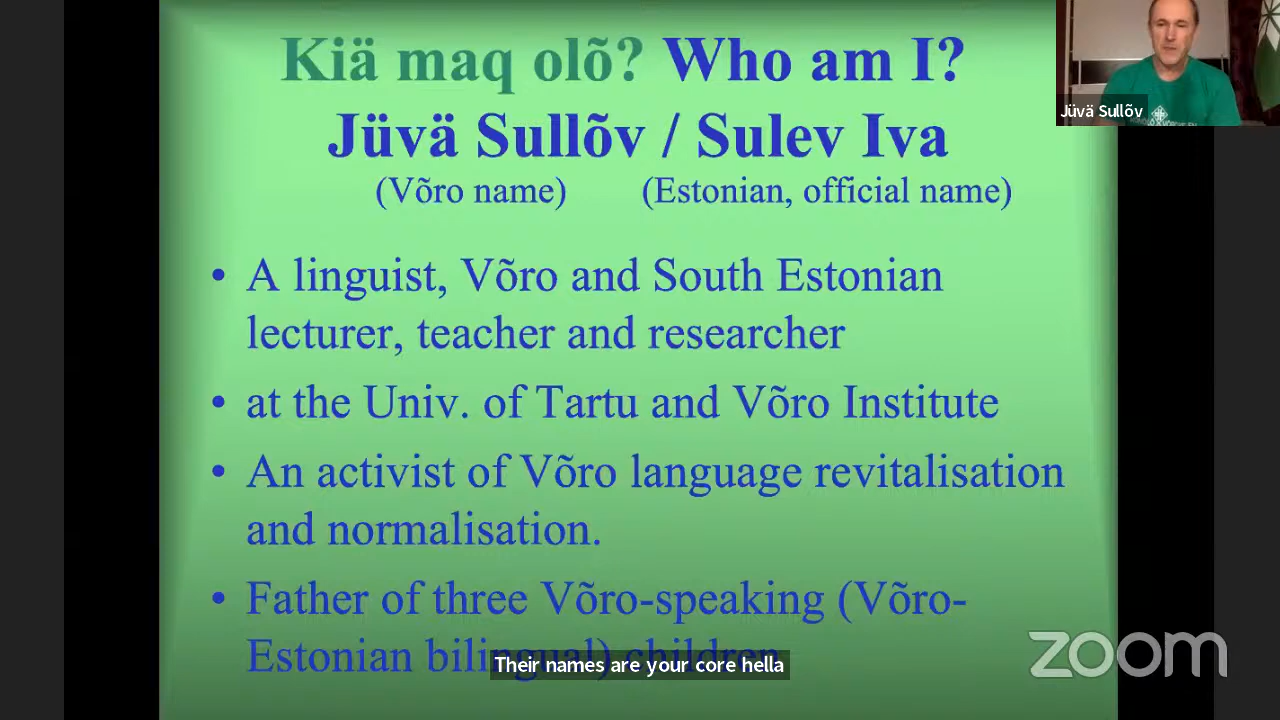 Kiä maq olõ? Who am I?
Jüvä Sullõv / Sulev Iva
(Võro name) (Estonian, official name)
• A linguist, Võro and South Estonian
lecturer, teacher and researcher
• at the Univ. of Tartu and Võro Institute
• An activist of Võro language revitalisation
and normalisation.
• Father of three Võro-speaking (Võro-
Estonian bilingual) children
Their names are your core hella
Jüvä Sullõv
zoom